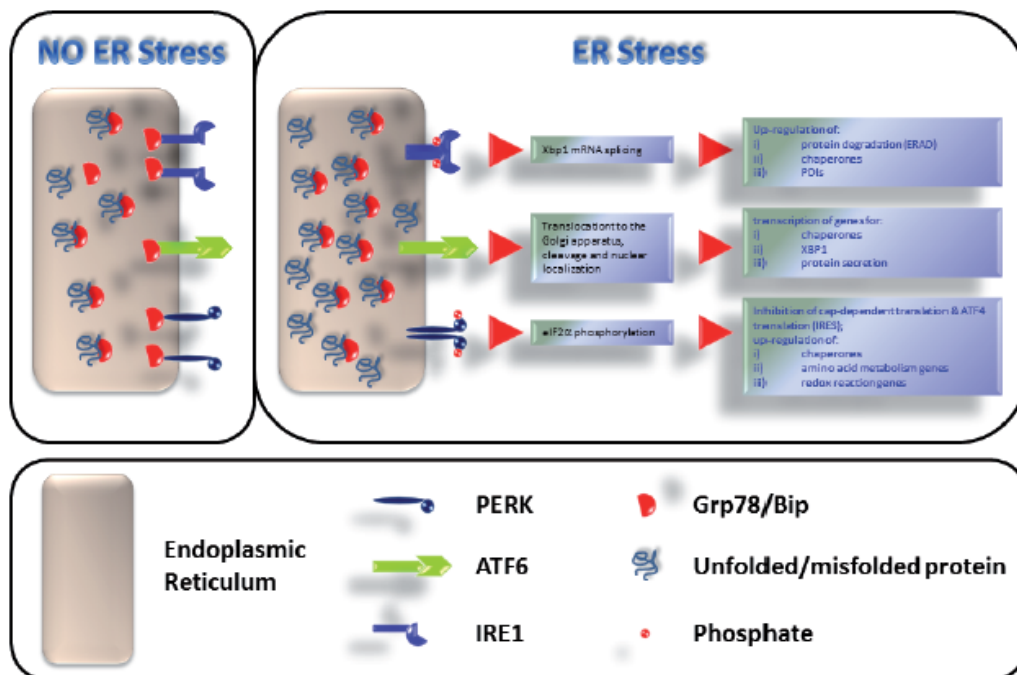 NO ER Stress
ER Stress
Xbp1 mRNA splicing
Up-regulation of:
i) protein degradation (ERAD)
ii) chaperones
iii) PDIs
Translocation to the
Golgi apparatus,
cleavage and nuclear
localization
transcription of genes for:
i) chaperones
ii) XBP1
iii) protein secretion
eIF2α phosphorylation
Inhibition of cap-dependent translation & ATF4
translation (IRES);
up-regulation of:
i) chaperones
ii) amino acid metabolism genes
iii) redox reaction genes
Endoplasmic
Reticulum
PERK
ATF6
IRE1
Grp78/Bip
Unfolded/misfolded protein
Phosphate